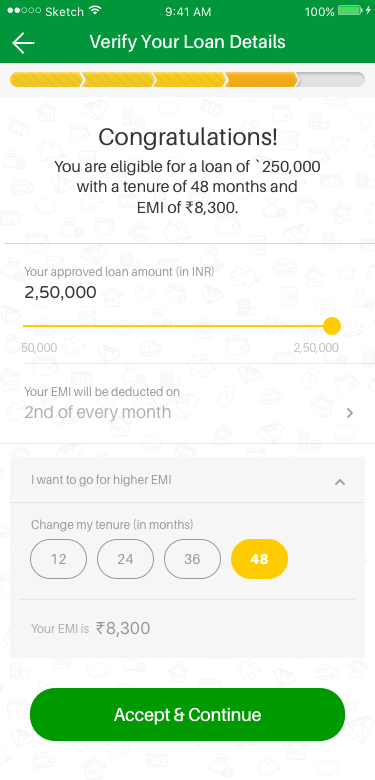 Sketch 9:41 AM 100%
Verify Your Loan Details
Congratulations!
You are eligible for a loan of `250,000
with a tenure of 48 months and
EMI of ₹8,300.
Your approved loan amount (in INR)
2,50,000
50,000 2,50,000
Your EMI will be deducted on
2nd of every month
I want to go for higher EMI
Change my tenure (in months)
12 24 36 48
Your EMI is ₹8,300
Accept & Continue